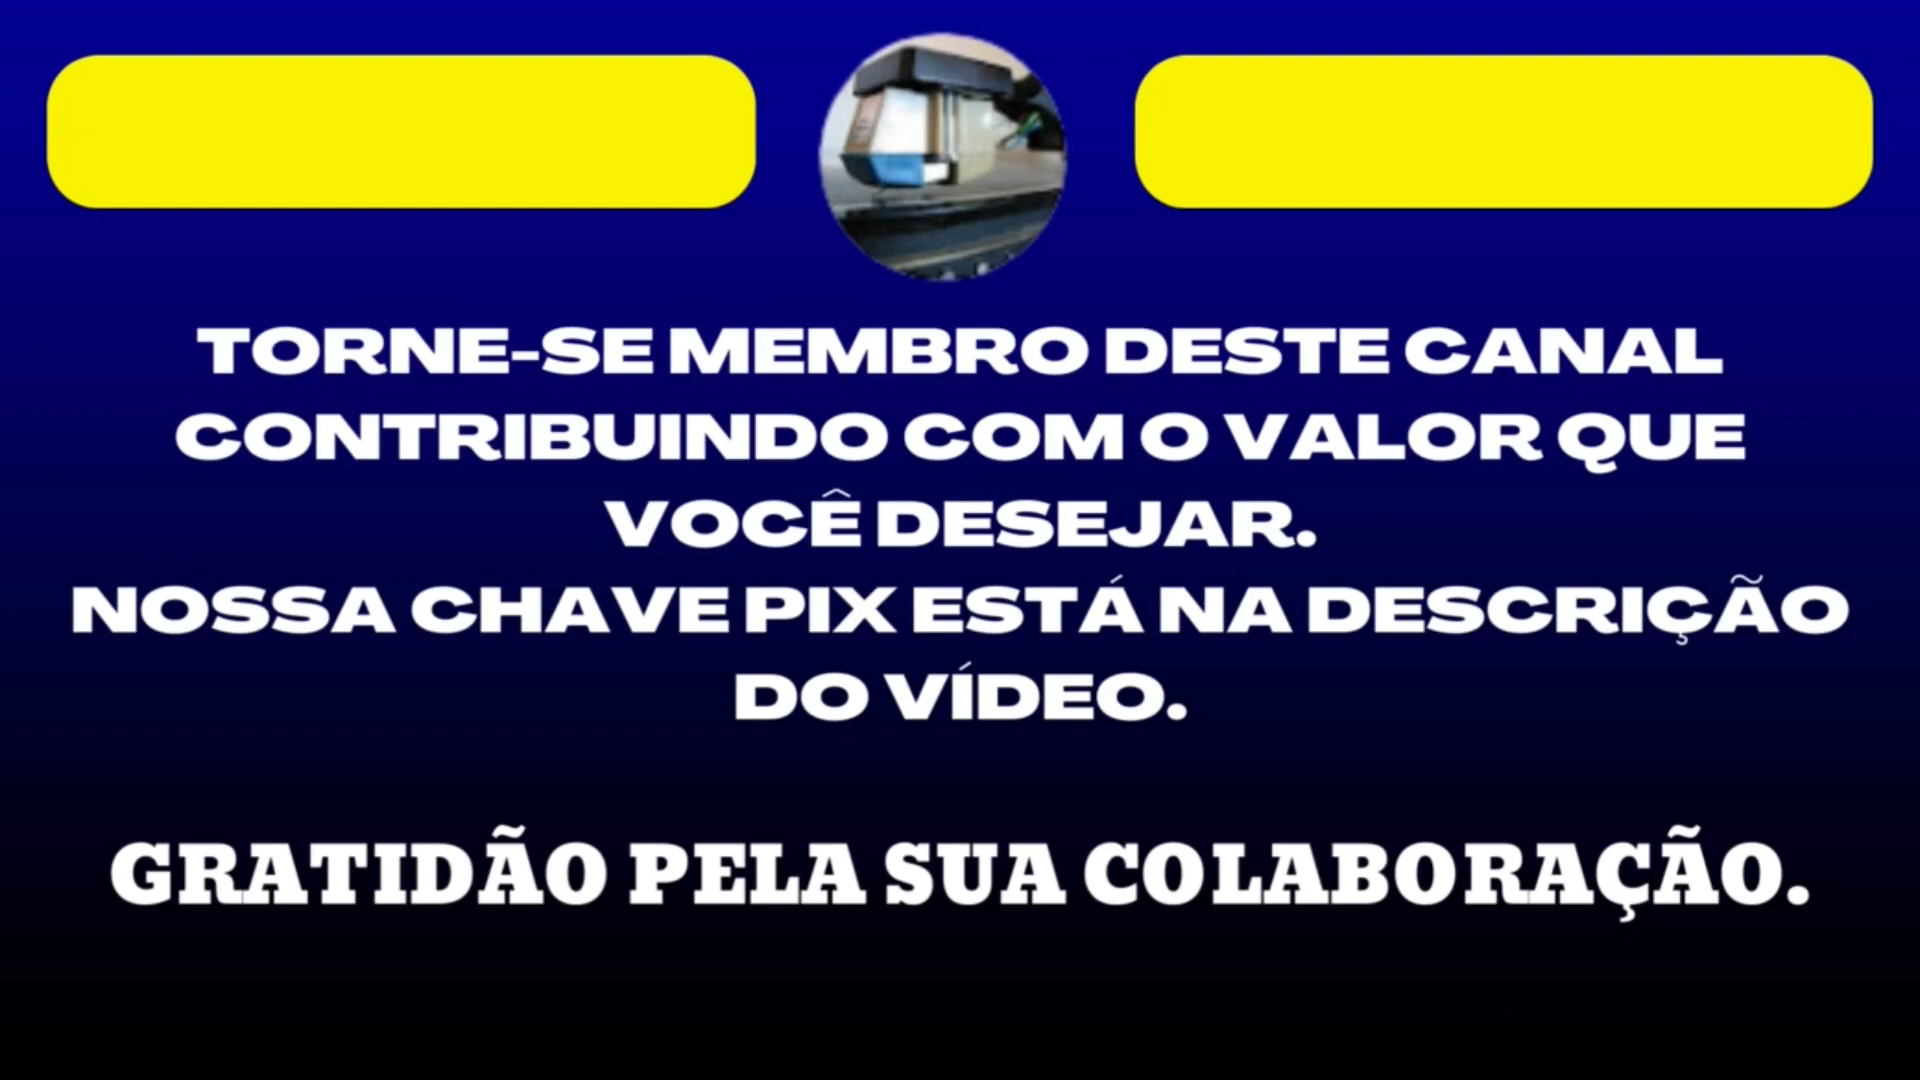 TORNE-SE MEMBRO DESTE CANAL
CONTRIBUINDO COM O VALOR QUE
VOCÊ DESEJAR.
NOSSA CHAVE PIX ESTÁ NA DESCRIÇÃO
DO VÍDEO.
GRATIDÃO PELA SUA COLABORAÇÃO.